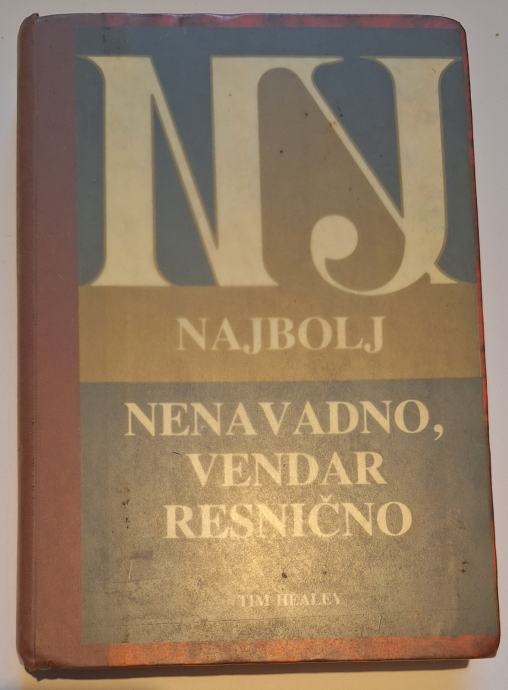 NJ
NAJBOLJ
NENAVADNO,
VENDAR
RESNIČNO
TIM HEALEY